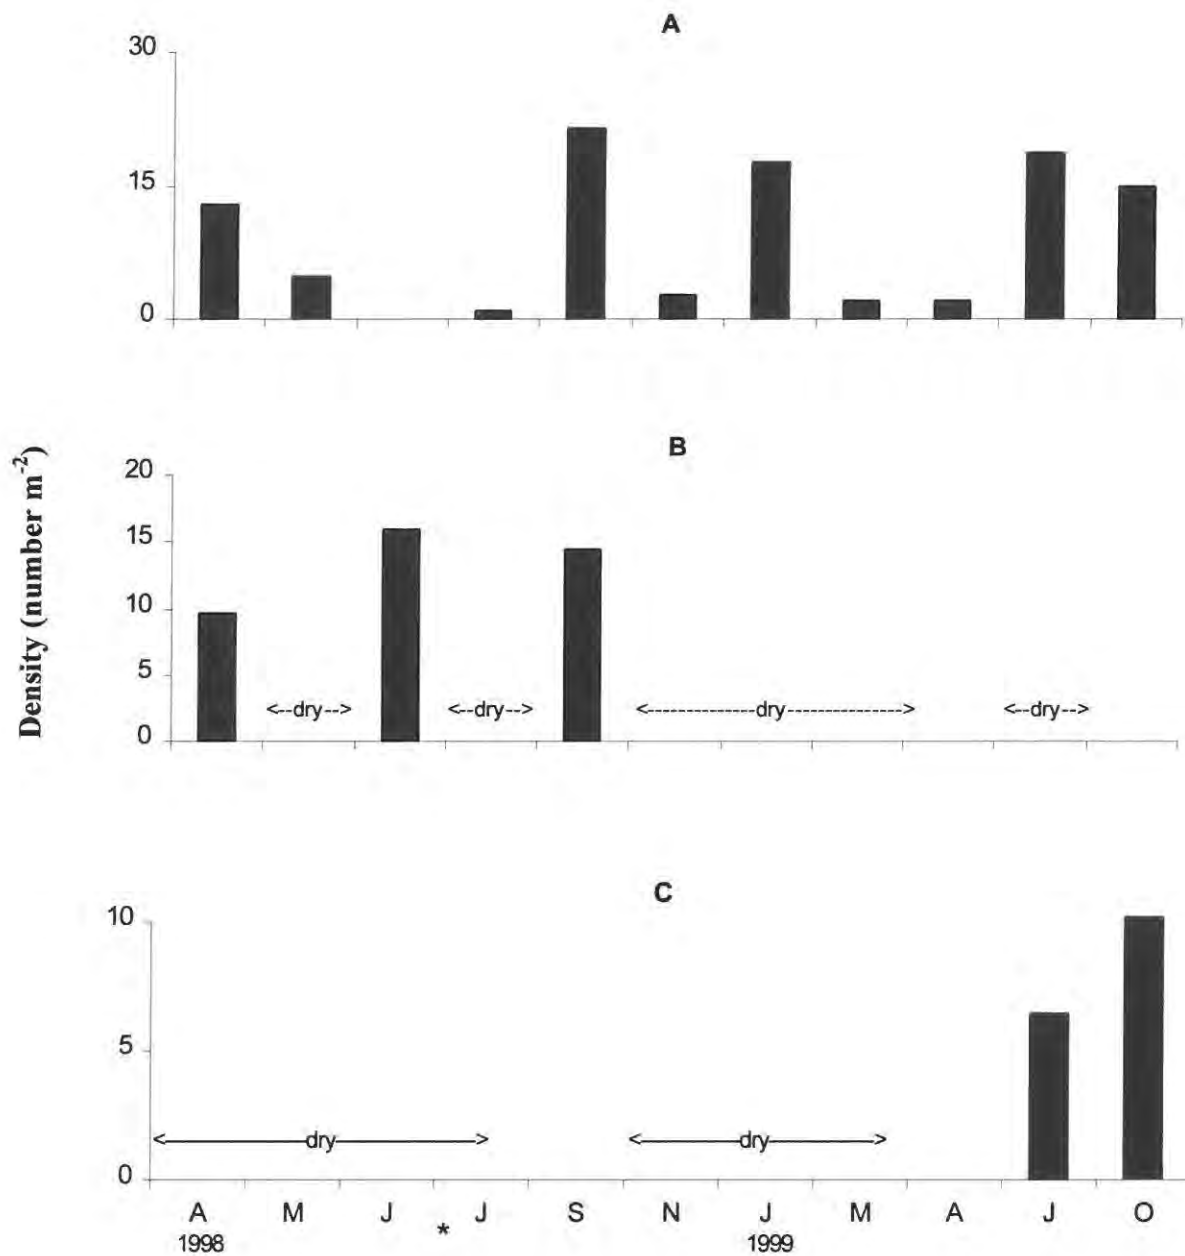 A
30
15
0
B
Density (number m⁻²)
20
15
10
5
0
<--dry-->
<--dry-->
<---------------dry---------------->
<--dry-->
C
10
5
0
<dry>
<dry>
A M J J S N J M A J O
1998 * 1999